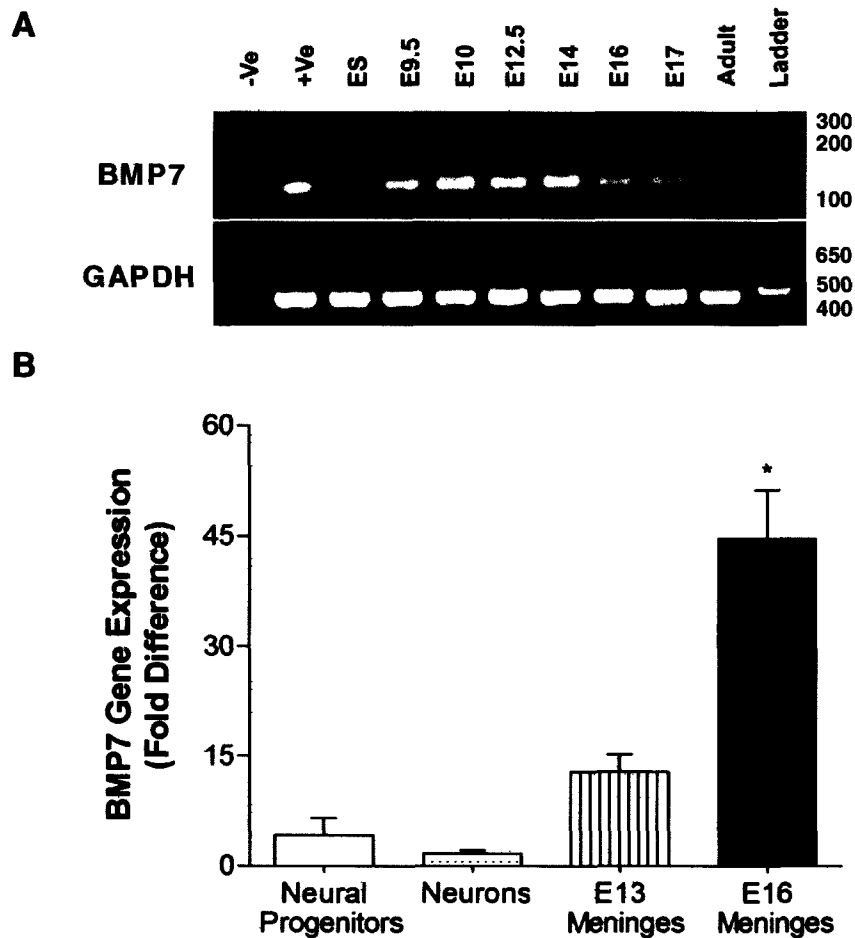 A
-Ve +Ve ES E9.5 E10 E12.5 E14 E16 E17 Adult Ladder
BMP7
300
200
100
GAPDH
650
500
400
B
BMP7 Gene Expression
(Fold Difference)
60
45
30
15
0
*
Neural
Progenitors
Neurons
E13
Meninges
E16
Meninges